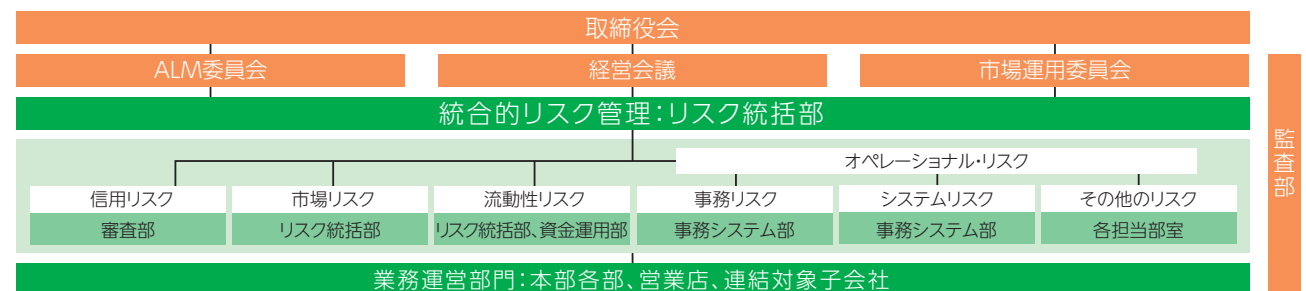 取締役会
ALM委員会
経営会議
市場運用委員会
統合的リスク管理：リスク統括部
オペレーショナル・リスク
信用リスク
市場リスク
流動性リスク
事務リスク
システムリスク
その他のリスク
審査部
リスク統括部
リスク統括部、資金運用部
事務システム部
事務システム部
各担当部室
業務運営部門：本部各部、営業店、連結対象子会社
監査部